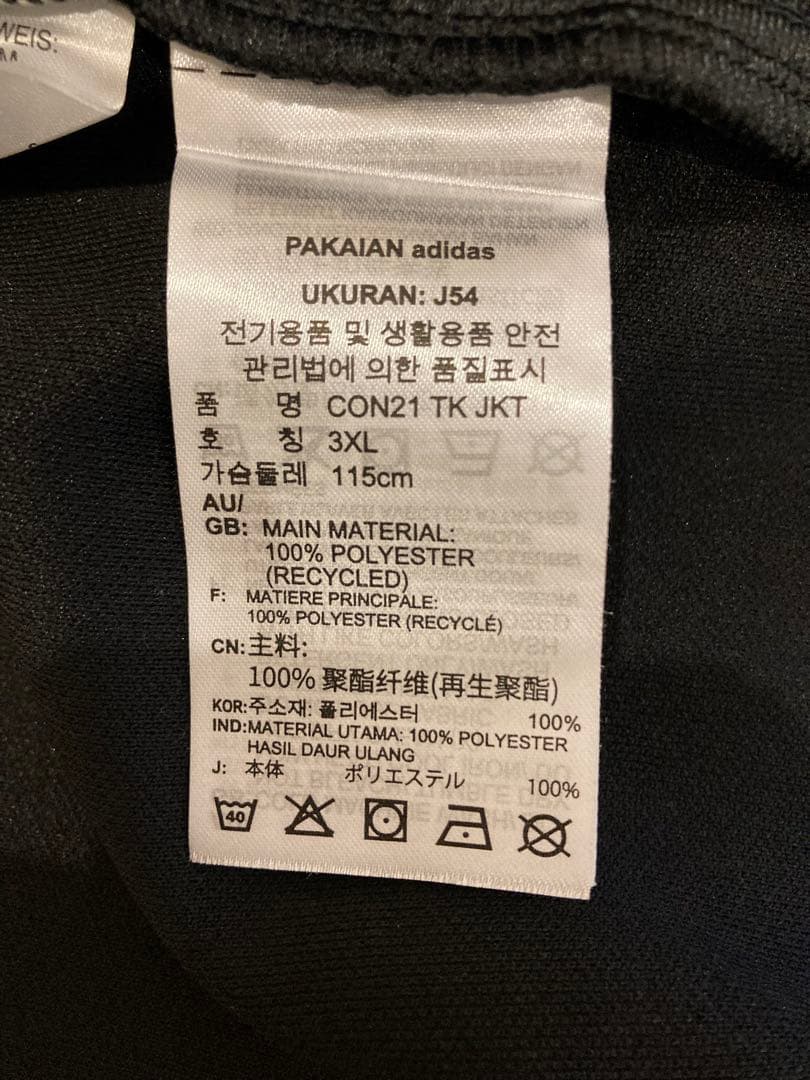 WEIS:
PAKAIAN adidas
UKURAN: J54
전기용품 및 생활용품 안전
관리법에 의한 품질표시
품 명 CON21 TK JKT
호 칭 3XL
가슴둘레 115cm
AU/
GB: MAIN MATERIAL:
100% POLYESTER
(RECYCLED)
F: MATIERE PRINCIPALE:
100% POLYESTER (RECYCLÉ)
CN:主料:
100% 聚酯纤维(再生聚酯)
KOR:주소재: 폴리에스터 100%
IND:MATERIAL UTAMA: 100% POLYESTER
HASIL DAUR ULANG
J: 本体 ポリエステル 100%
40